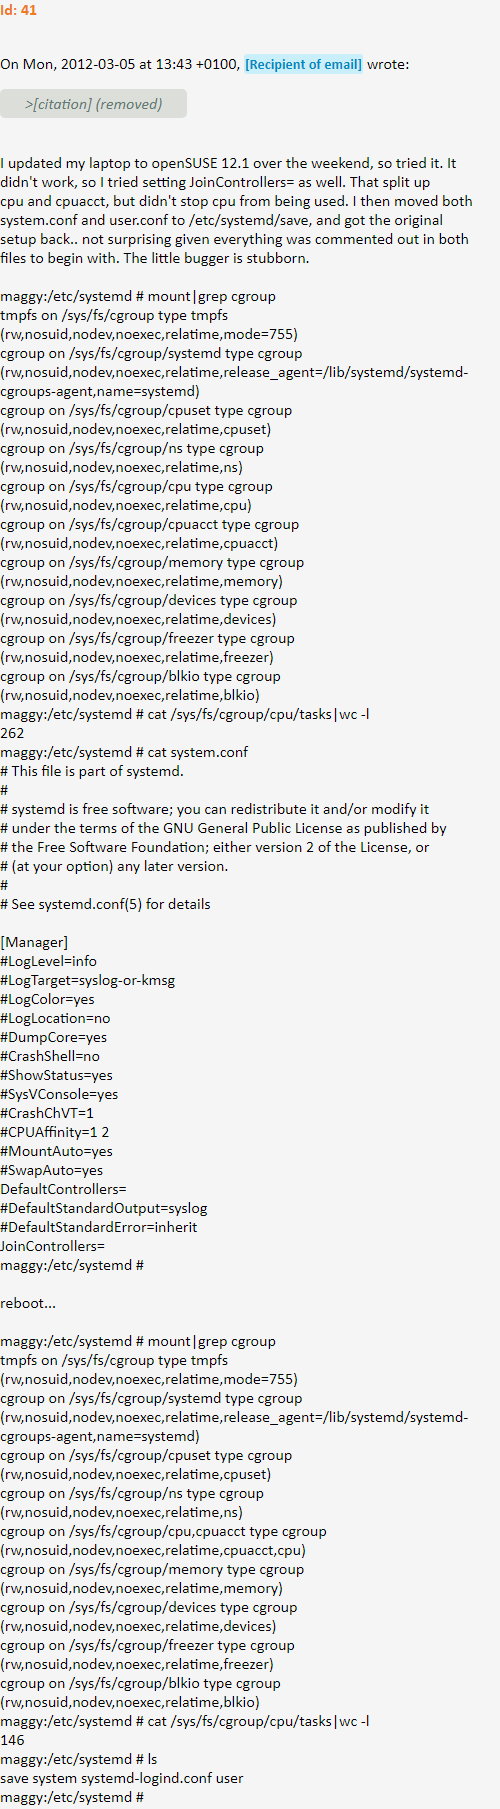 Id: 41
On Mon, 2012-03-05 at 13:43 +0100, [Recipient of email] wrote:
>[citation] (removed)
I updated my laptop to openSUSE 12.1 over the weekend, so tried it. It
didn't work, so I tried setting JoinControllers= as well. That split up
cpu and cpuacct, but didn't stop cpu from being used. I then moved both
system.conf and user.conf to /etc/systemd/save, and got the original
setup back.. not surprising given everything was commented out in both
files to begin with. The little bugger is stubborn.
maggy:/etc/systemd # mount|grep cgroup
tmpfs on /sys/fs/cgroup type tmpfs
(rw,nosuid,nodev,noexec,relatime,mode=755)
cgroup on /sys/fs/cgroup/systemd type cgroup
(rw,nosuid,nodev,noexec,relatime,release_agent=/lib/systemd/systemd-
cgroups-agent,name=systemd)
cgroup on /sys/fs/cgroup/cpuset type cgroup
(rw,nosuid,nodev,noexec,relatime,cpuset)
cgroup on /sys/fs/cgroup/ns type cgroup
(rw,nosuid,nodev,noexec,relatime,ns)
cgroup on /sys/fs/cgroup/cpu type cgroup
(rw,nosuid,nodev,noexec,relatime,cpu)
cgroup on /sys/fs/cgroup/cpuacct type cgroup
(rw,nosuid,nodev,noexec,relatime,cpuacct)
cgroup on /sys/fs/cgroup/memory type cgroup
(rw,nosuid,nodev,noexec,relatime,memory)
cgroup on /sys/fs/cgroup/devices type cgroup
(rw,nosuid,nodev,noexec,relatime,devices)
cgroup on /sys/fs/cgroup/freezer type cgroup
(rw,nosuid,nodev,noexec,relatime,freezer)
cgroup on /sys/fs/cgroup/blkio type cgroup
(rw,nosuid,nodev,noexec,relatime,blkio)
maggy:/etc/systemd # cat /sys/fs/cgroup/cpu/tasks|wc -l
262
maggy:/etc/systemd # cat system.conf
# This file is part of systemd.
#
# systemd is free software; you can redistribute it and/or modify it
# under the terms of the GNU General Public License as published by
# the Free Software Foundation; either version 2 of the License, or
# (at your option) any later version.
#
# See systemd.conf(5) for details
[Manager]
#LogLevel=info
#LogTarget=syslog-or-kmsg
#LogColor=yes
#LogLocation=no
#DumpCore=yes
#CrashShell=no
#ShowStatus=yes
#SysVConsole=yes
#CrashChVT=1
#CPUAffinity=1 2
#MountAuto=yes
#SwapAuto=yes
DefaultControllers=
#DefaultStandardOutput=syslog
#DefaultStandardError=inherit
JoinControllers=
maggy:/etc/systemd #
reboot...
maggy:/etc/systemd # mount|grep cgroup
tmpfs on /sys/fs/cgroup type tmpfs
(rw,nosuid,nodev,noexec,relatime,mode=755)
cgroup on /sys/fs/cgroup/systemd type cgroup
(rw,nosuid,nodev,noexec,relatime,release_agent=/lib/systemd/systemd-
cgroups-agent,name=systemd)
cgroup on /sys/fs/cgroup/cpuset type cgroup
(rw,nosuid,nodev,noexec,relatime,cpuset)
cgroup on /sys/fs/cgroup/ns type cgroup
(rw,nosuid,nodev,noexec,relatime,ns)
cgroup on /sys/fs/cgroup/cpu,cpuacct type cgroup
(rw,nosuid,nodev,noexec,relatime,cpuacct,cpu)
cgroup on /sys/fs/cgroup/memory type cgroup
(rw,nosuid,nodev,noexec,relatime,memory)
cgroup on /sys/fs/cgroup/devices type cgroup
(rw,nosuid,nodev,noexec,relatime,devices)
cgroup on /sys/fs/cgroup/freezer type cgroup
(rw,nosuid,nodev,noexec,relatime,freezer)
cgroup on /sys/fs/cgroup/blkio type cgroup
(rw,nosuid,nodev,noexec,relatime,blkio)
maggy:/etc/systemd # cat /sys/fs/cgroup/cpu/tasks|wc -l
146
maggy:/etc/systemd # ls
save system systemd-logind.conf user
maggy:/etc/systemd #